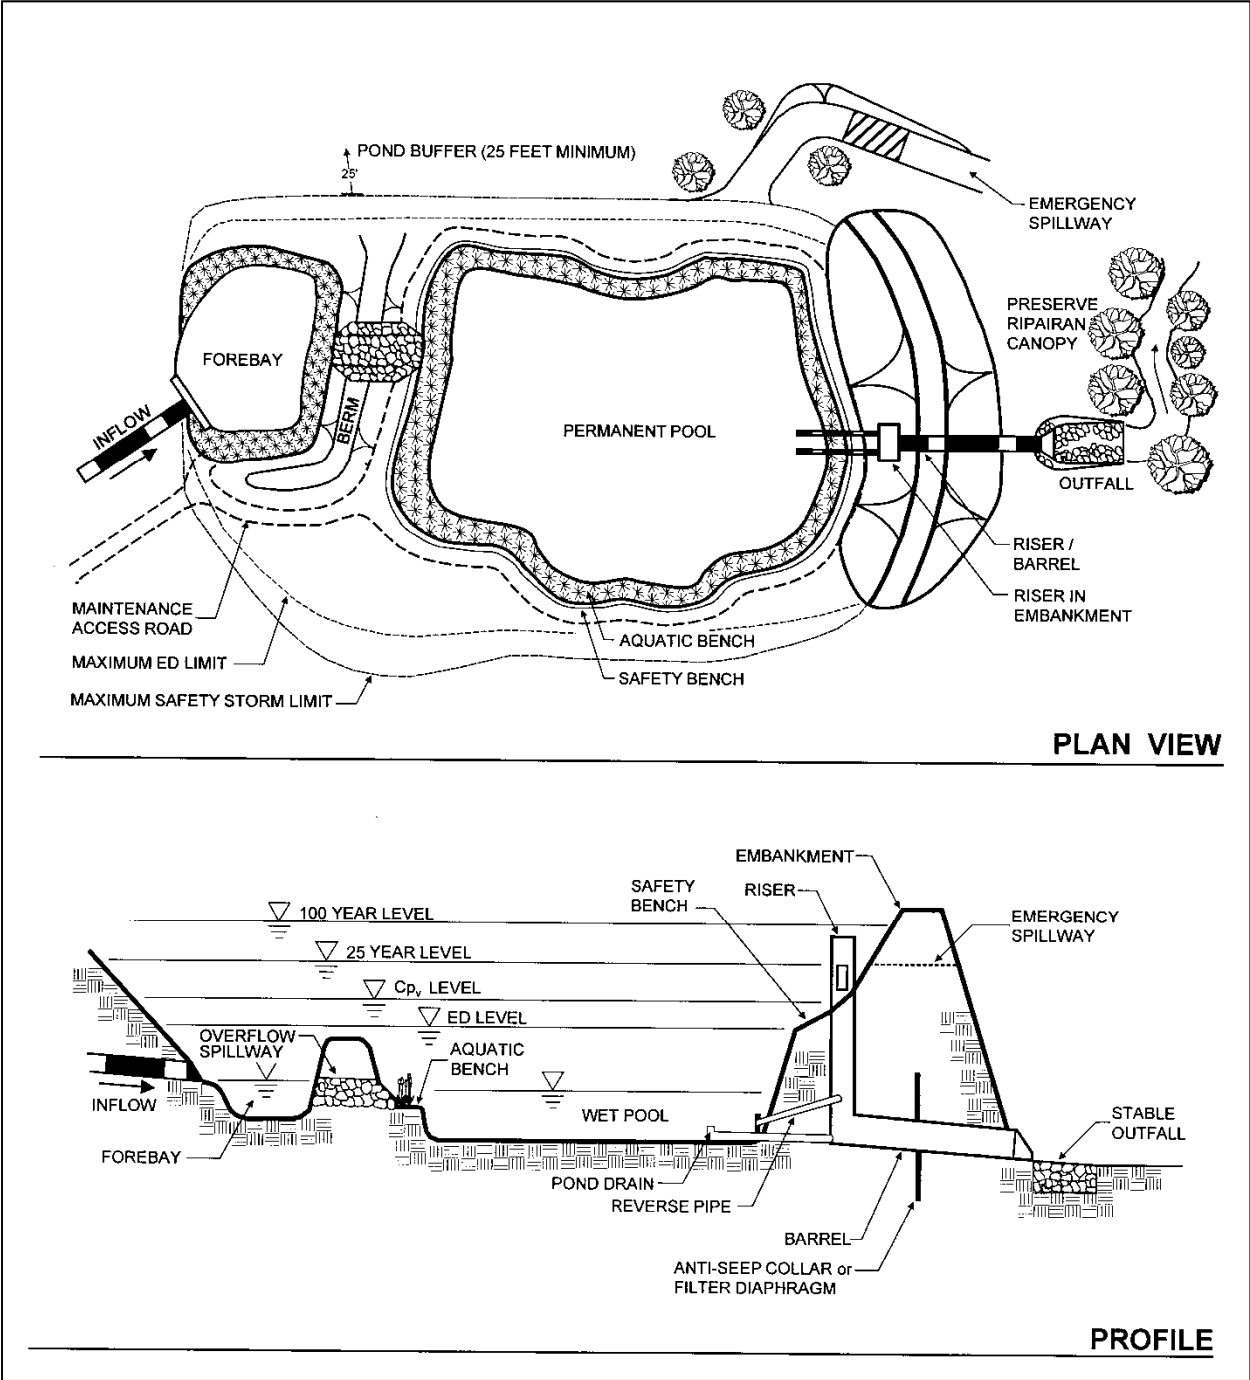 POND BUFFER (25 FEET MINIMUM)
25'
EMERGENCY
SPILLWAY
PRESERVE
RIPAIRAN
CANOPY
FOREBAY
INFLOW
BERM
PERMANENT POOL
OUTFALL
RISER /
BARREL
RISER IN
EMBANKMENT
MAINTENANCE
ACCESS ROAD
AQUATIC BENCH
MAXIMUM ED LIMIT
SAFETY BENCH
MAXIMUM SAFETY STORM LIMIT
PLAN VIEW
EMBANKMENT
SAFETY
BENCH
RISER
100 YEAR LEVEL
EMERGENCY
SPILLWAY
25 YEAR LEVEL
Cpv LEVEL
ED LEVEL
OVERFLOW
SPILLWAY
AQUATIC
BENCH
INFLOW
WET POOL
STABLE
OUTFALL
FOREBAY
POND DRAIN
REVERSE PIPE
BARREL
ANTI-SEEP COLLAR or
FILTER DIAPHRAGM
PROFILE